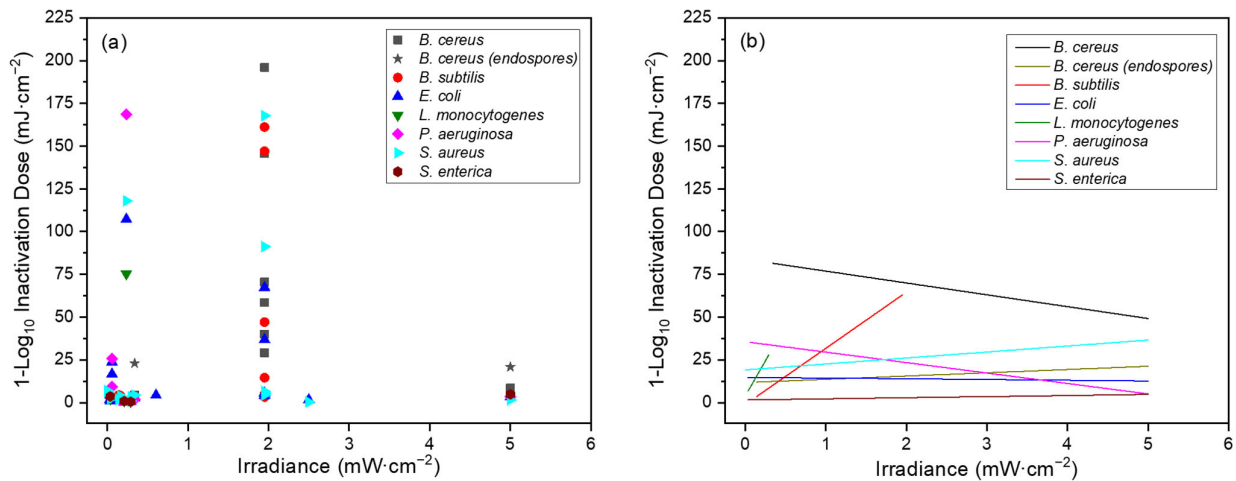 (a)
1-Log10 Inactivation Dose (mJ·cm−2)
225
200
175
150
125
100
75
50
25
0
0 1 2 3 4 5 6
Irradiance (mW·cm−2)
B. cereus
B. cereus (endospores)
B. subtilis
E. coli
L. monocytogenes
P. aeruginosa
S. aureus
S. enterica
(b)
1-Log10 Inactivation Dose (mJ·cm−2)
225
200
175
150
125
100
75
50
25
0
0 1 2 3 4 5 6
Irradiance (mW·cm−2)
B. cereus
B. cereus (endospores)
B. subtilis
E. coli
L. monocytogenes
P. aeruginosa
S. aureus
S. enterica